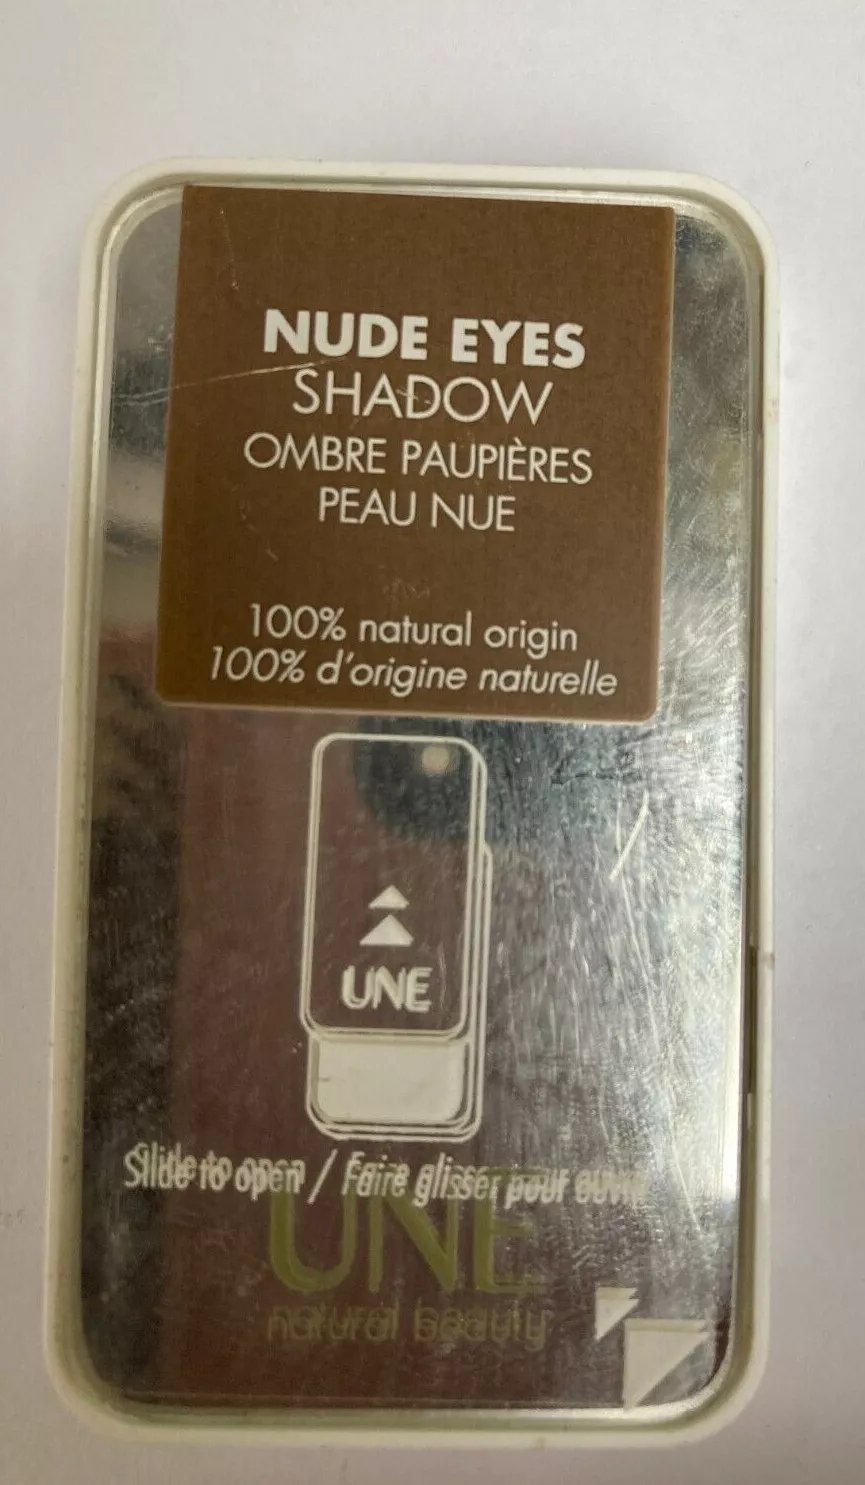 NUDE EYES
SHADOW
OMBRE PAUPIÈRES
PEAU NUE
100% natural origin
100% d'origine naturelle
UNE
Slide to open / Faire glisser pour ouvrir
UNE
natural beauty